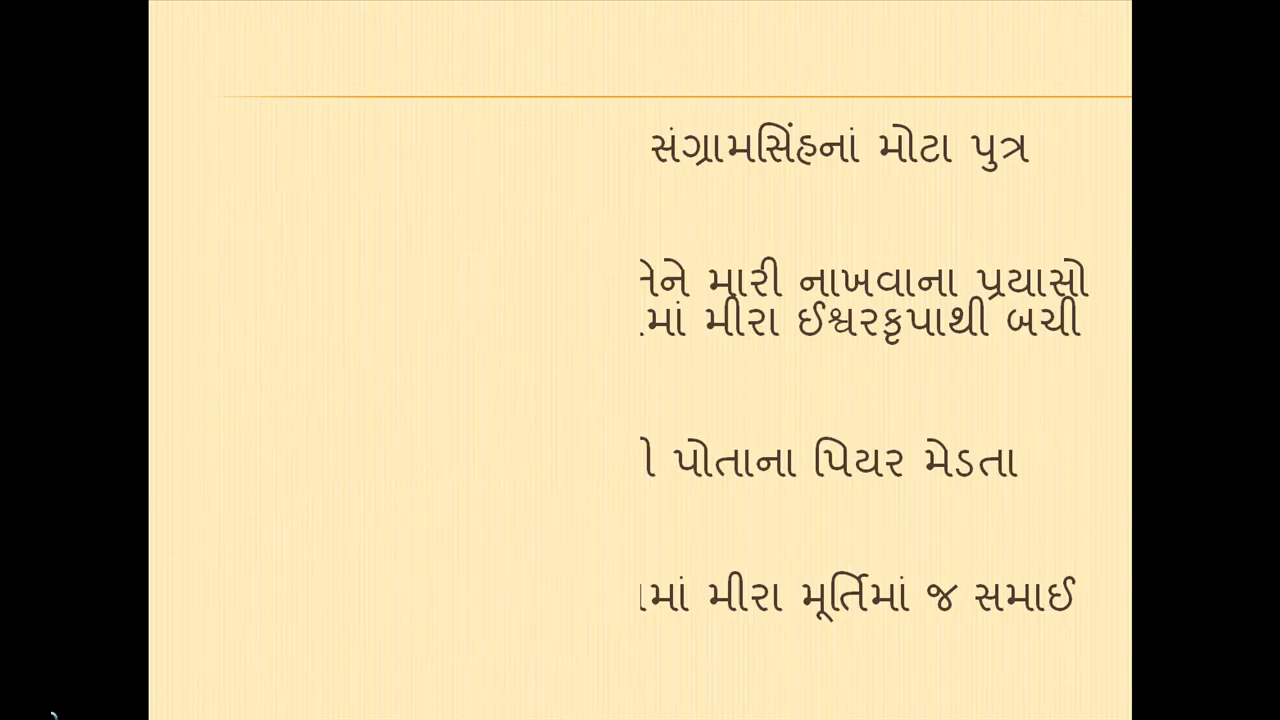 સંગ્રામસિંહનાં મોટા પુત્ર
મારી નાખવાના પ્રયાસો
મીરા ઈશ્વરકૃપાથી બચી
પોતાના પિયર મેડતા
મીરા મૂર્તિમાં જ સમાઈ